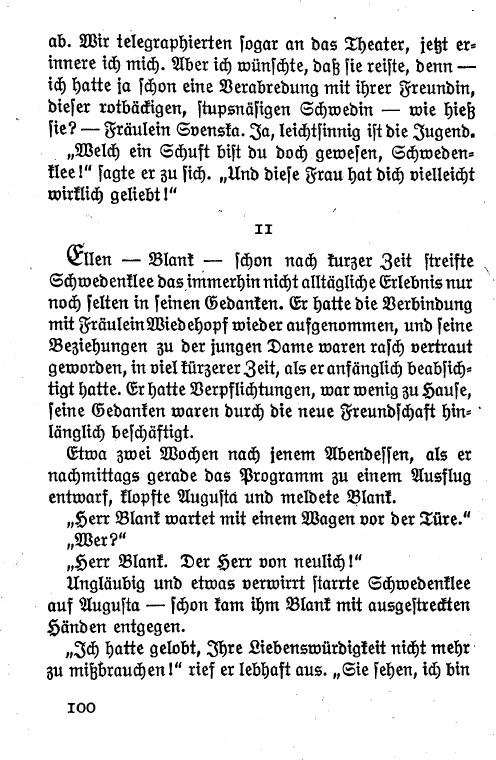 ab. Wir telegraphierten sogar an das Theater, jetzt er-
innere ich mich. Aber ich wünschte, daß sie reiste, denn —
ich hatte ja schon eine Verabredung mit ihrer Freundin,
dieser rotbäckigen, stupsnäsigen Schwedin — wie hieß
sie? — Fräulein Svenska. Ja, leichtsinnig ist die Jugend.
„Welch ein Schuft bist du doch gewesen, Schweden-
klee!“ sagte er zu sich. „Und diese Frau hat dich vielleicht
wirklich geliebt!“
11
Ellen — Blank — schon nach kurzer Zeit streifte
Schwedenklee das immerhin nicht alltägliche Erlebnis nur
noch selten in seinen Gedanken. Er hatte die Verbindung
mit Fräulein Wiedehopf wieder aufgenommen, und seine
Beziehungen zu der jungen Dame waren rasch vertraut
geworden, in viel kürzerer Zeit, als er anfänglich beabsich-
tigt hatte. Er hatte Verpflichtungen, war wenig zu Hause,
seine Gedanken waren durch die neue Freundschaft hin-
länglich beschäftigt.
Etwa zwei Wochen nach jenem Abendessen, als er
nachmittags gerade das Programm zu einem Ausflug
entwarf, klopfte Augusta und meldete Blank.
„Herr Blank wartet mit einem Wagen vor der Türe.“
„Wer?“
„Herr Blank. Der Herr von neulich!“
Ungläubig und etwas verwirrt starrte Schwedenklee
auf Augusta — schon kam ihm Blank mit ausgestreckten
Händen entgegen.
„Ich hatte gelobt, Ihre Liebenswürdigkeit nicht mehr
zu mißbrauchen!“ rief er lebhaft aus. „Sie sehen, ich bin
100